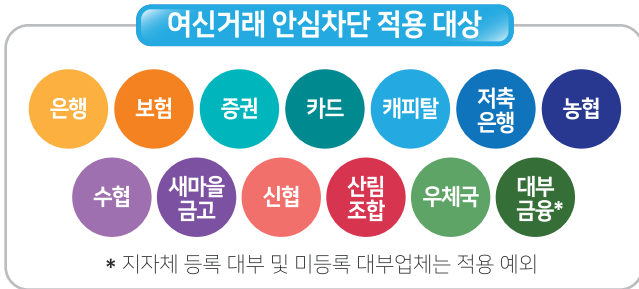 여신거래 안심차단 적용 대상
은행 보험 증권 카드 캐피탈 저축 은행 농협
수협 새마을 금고 신협 산림 조합 우체국 대부 금융*
* 지자체 등록 대부 및 미등록 대부업체는 적용 예외